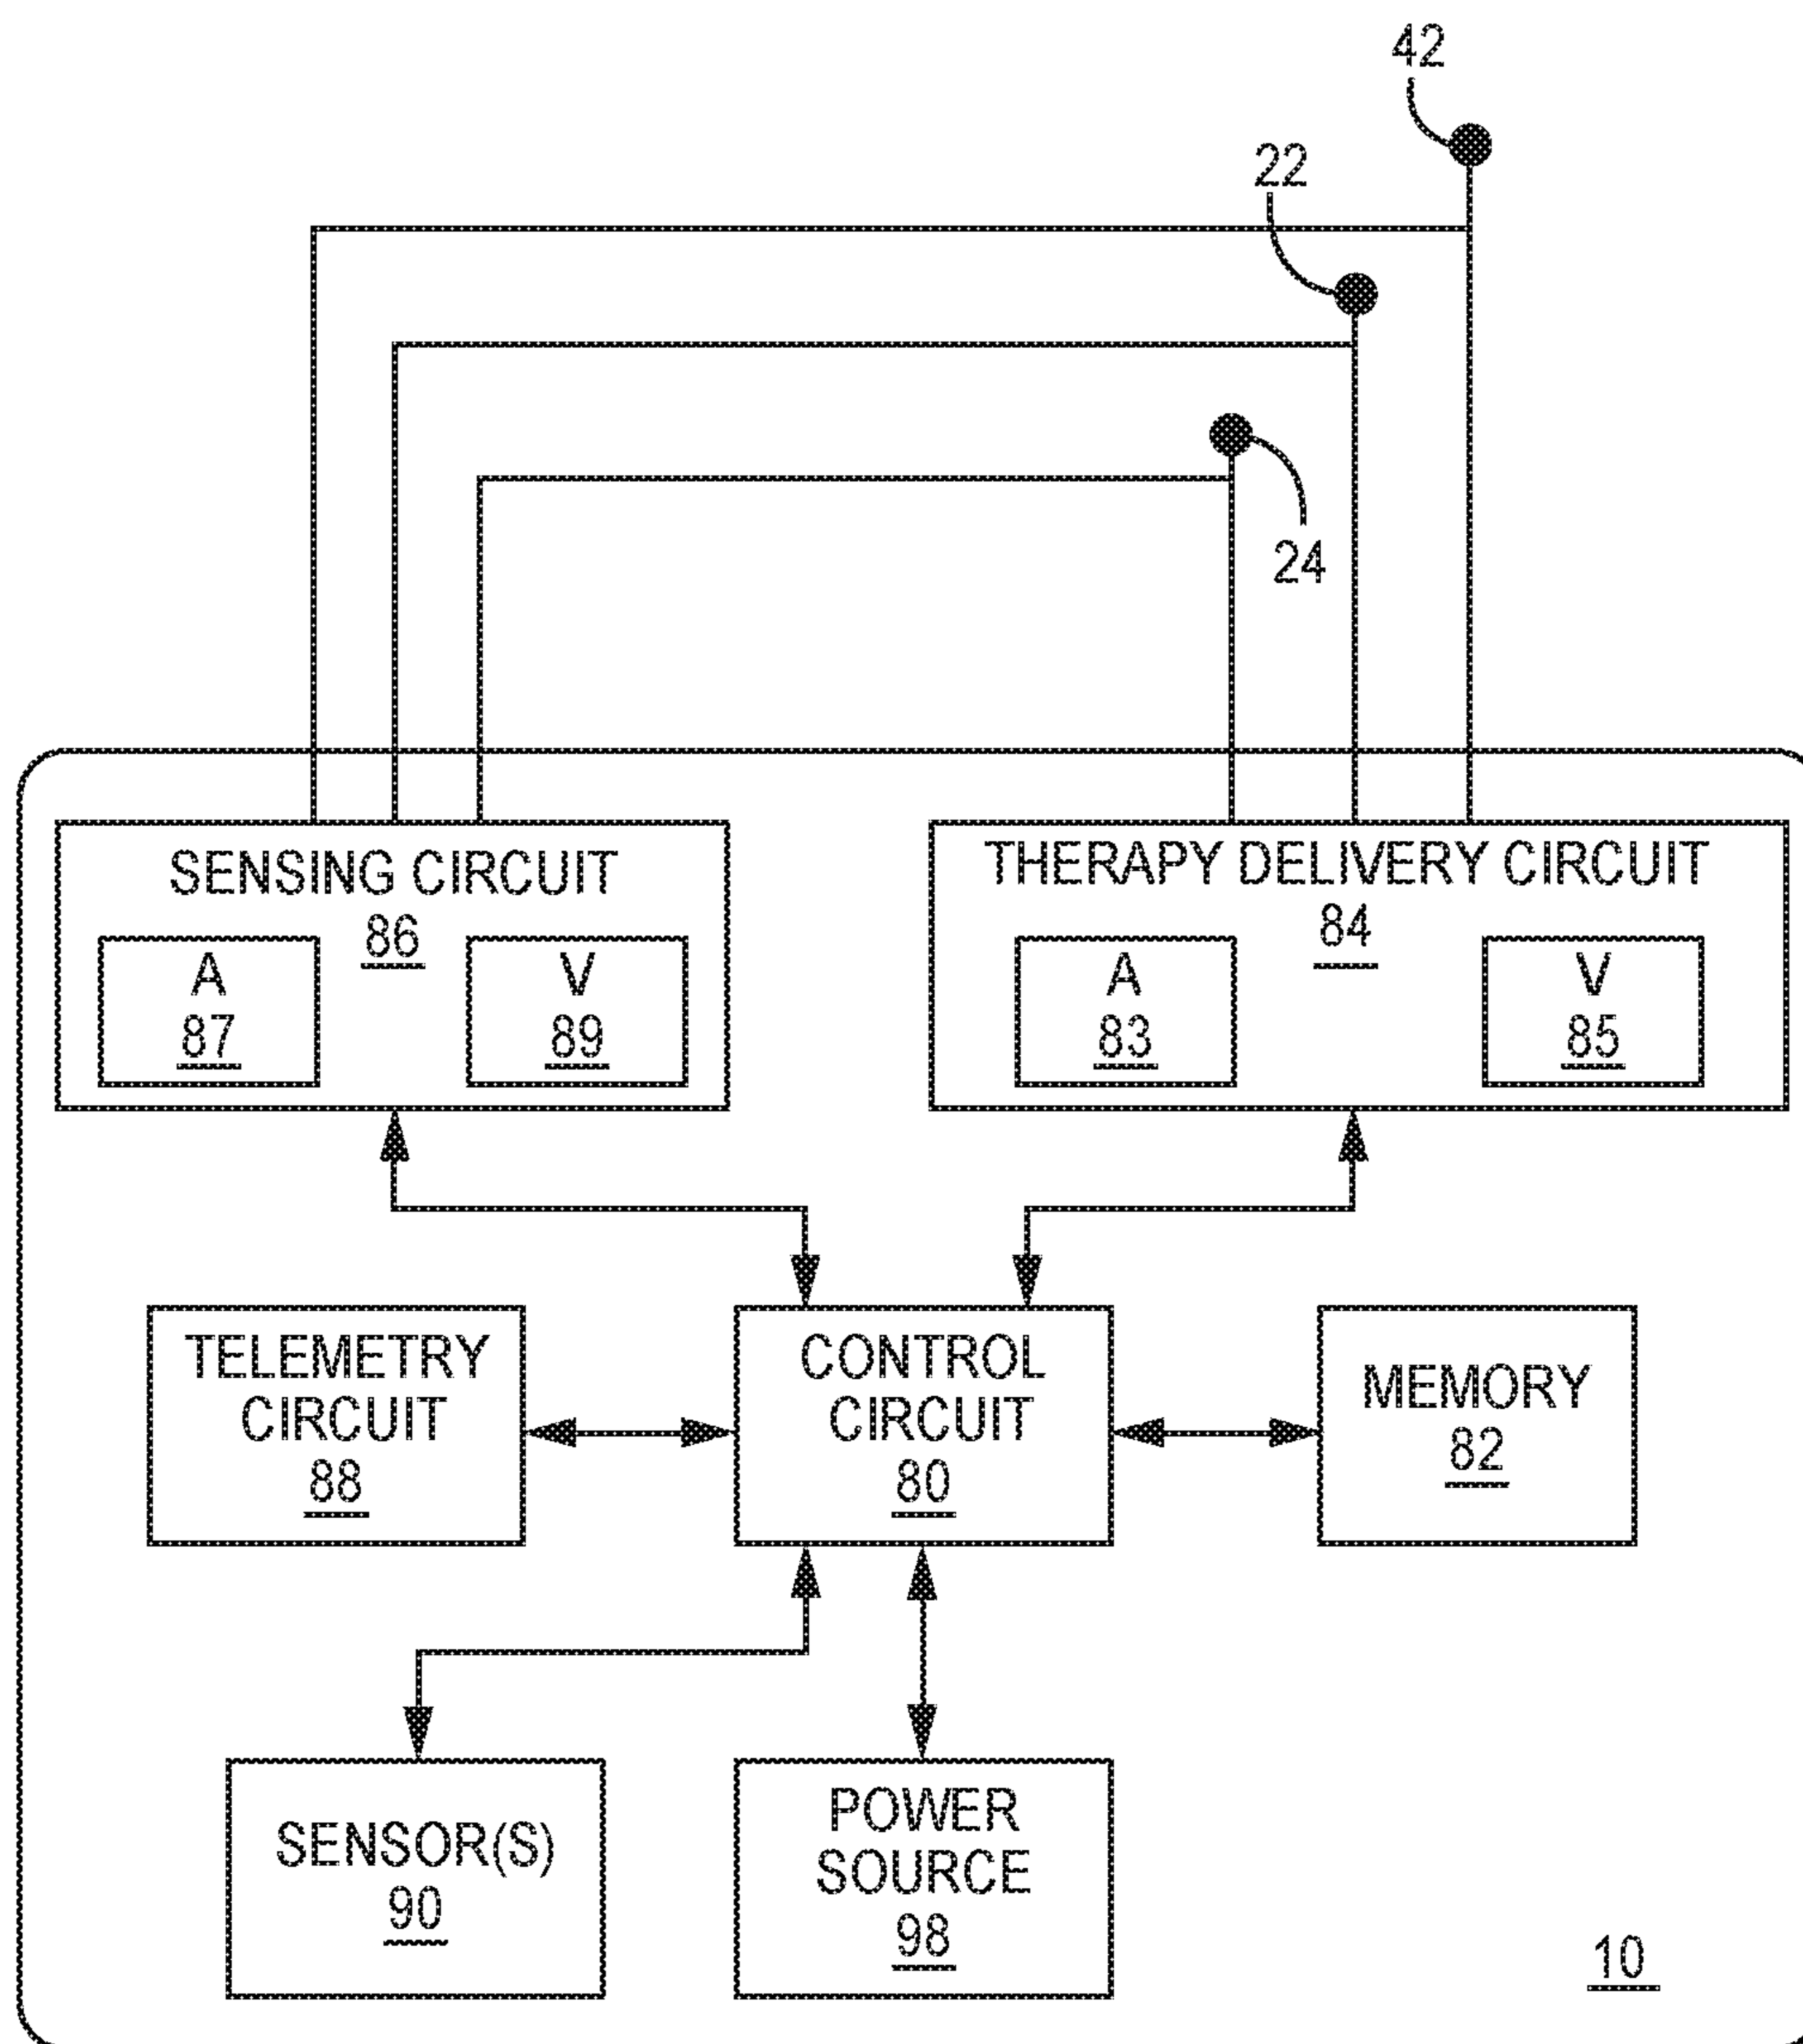 42
22
24
SENSING CIRCUIT
86
A
87
V
89
THERAPY DELIVERY CIRCUIT
84
A
83
V
85
TELEMETRY
CIRCUIT
88
CONTROL
CIRCUIT
80
MEMORY
82
SENSOR(S)
90
POWER
SOURCE
98
10